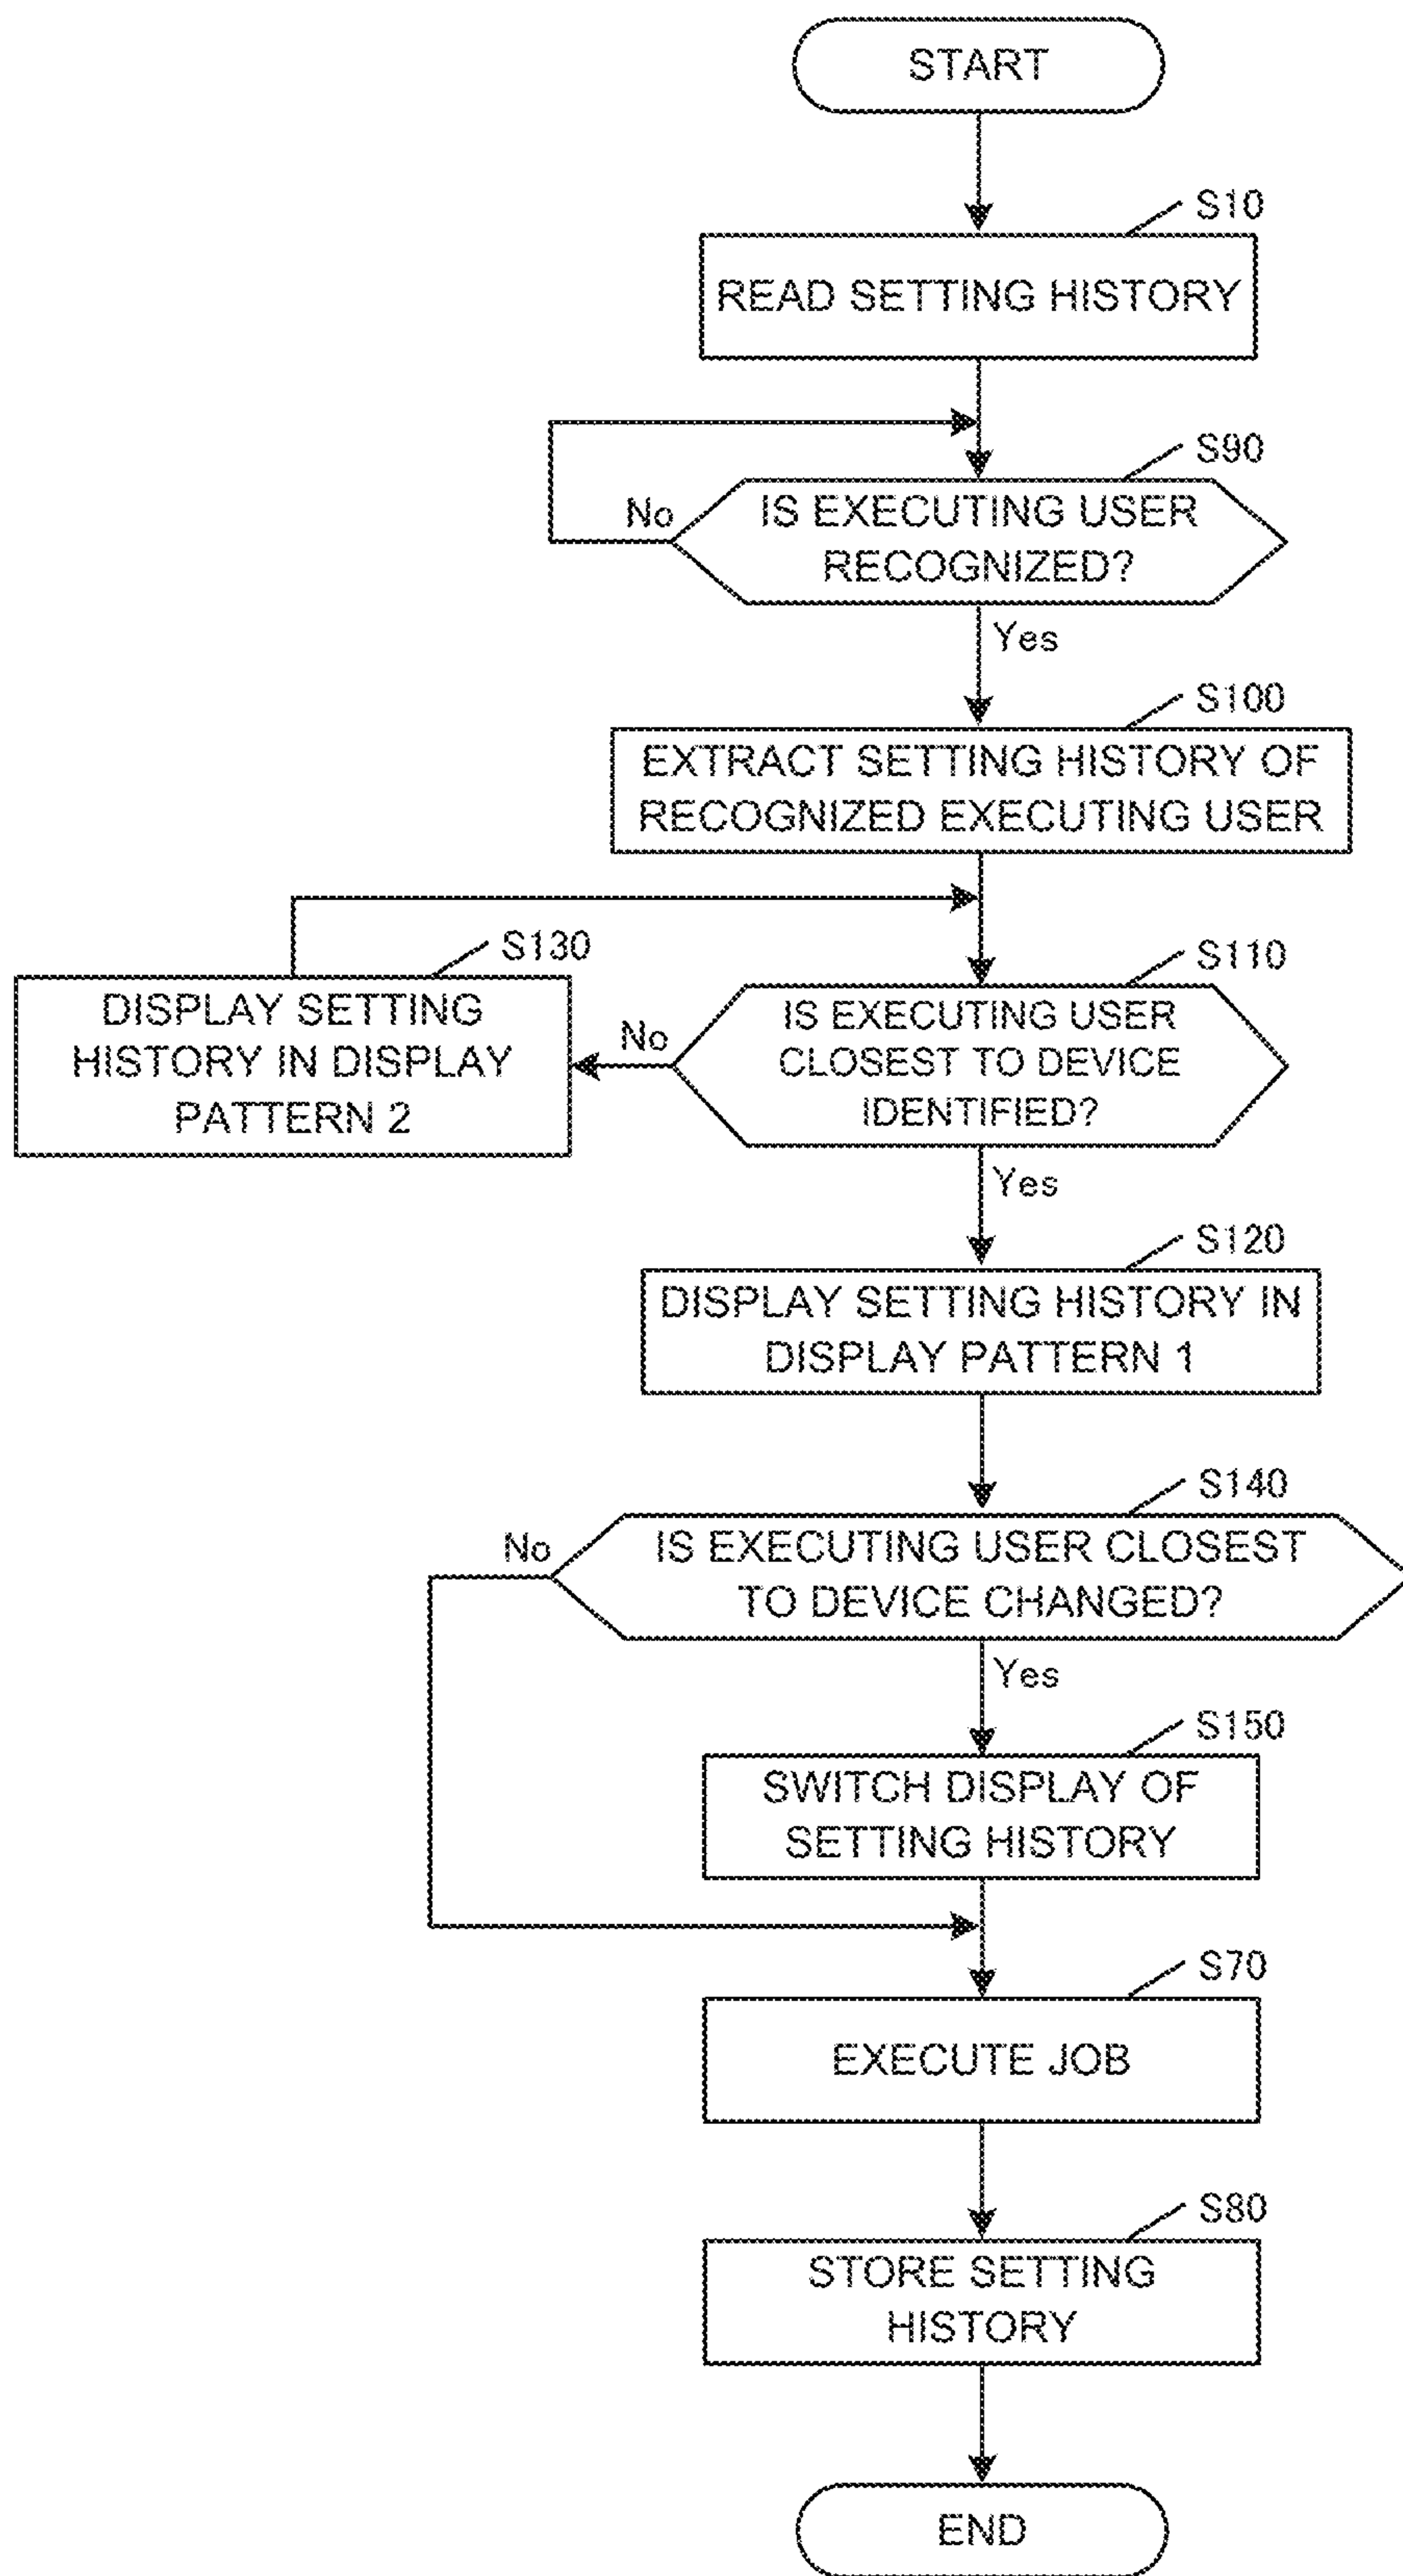 START
S10
READ SETTING HISTORY
S90
No
IS EXECUTING USER
RECOGNIZED?
Yes
S100
EXTRACT SETTING HISTORY OF
RECOGNIZED EXECUTING USER
S130
DISPLAY SETTING
HISTORY IN DISPLAY
PATTERN 2
No
S110
IS EXECUTING USER
CLOSEST TO DEVICE
IDENTIFIED?
Yes
S120
DISPLAY SETTING HISTORY IN
DISPLAY PATTERN 1
S140
No
IS EXECUTING USER CLOSEST
TO DEVICE CHANGED?
Yes
S150
SWITCH DISPLAY OF
SETTING HISTORY
S70
EXECUTE JOB
S80
STORE SETTING
HISTORY
END